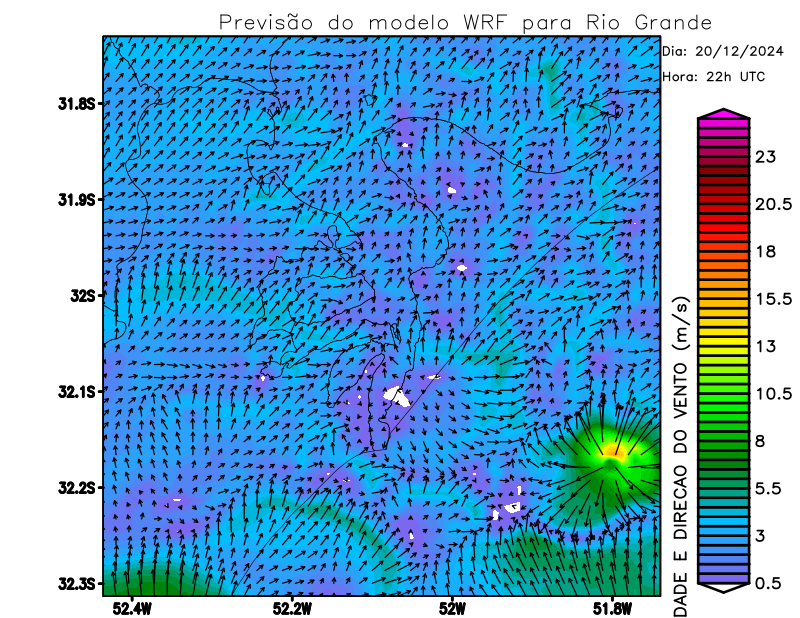 Previsão do modelo WRF para Rio Grande
Dia: 20/12/2024
Hora: 22h UTC
31.8S
31.9S
32S
32.1S
32.2S
32.3S
52.4W
52.2W
52W
51.8W
DADE E DIRECAO DO VENTO (m/s)
23
20.5
18
15.5
13
10.5
8
5.5
3
0.5